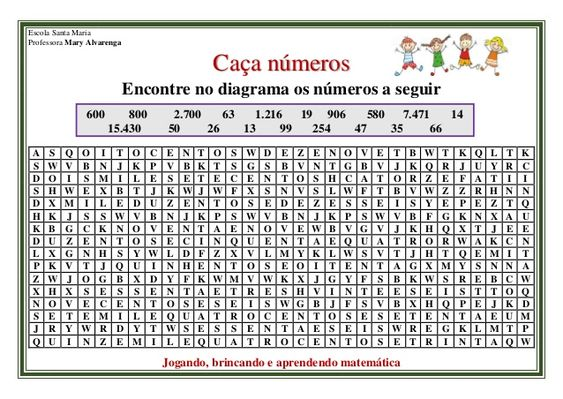 Escola Santa Maria
Professora Mary Alvarenga
Caça números
Encontre no diagrama os números a seguir
600 800 2.700 63 1.216 19 906 580 7.471 14
15.430 50 26 13 99 254 47 35 66
A S Q O I T O C E N T O S W D E Z E N O V E T B W T K Q L T K
S W V B N J K P V B K T S G S B V N T G B V J K Q R J U Y R C
D O I S M I L E S E T E C E N T O S H C A T O R Z E F A T I I
S H W E X B T J K W J W F X S N V S L W F T B V W Z Z R H N N
D X M I L E D U Z E N T O S E D E Z E S S E I S Y E P E Z T Q
H K J S S W V B N J K P S W V B N J K P S W V B F G K N X A U
K B G C K N O V E N T A E N O V E W B V G V J K H Q X T J E E
D U Z E N T O S E C I N Q U E N T A E Q U A T R O R W A K C N
L X G N H S Y W L D F Z X V L M Y K L W S V T J H T Q E M I T
P K V T J Q U I N H E N T O S E O I T E N T A G X M Y S N N A
Z W J O G B X D Y F K W M V W K X J G Y F S B K W S R E B C W
X H X S E S S E N T A E T R E S H V I N T E E S E I S T T O Q
N O V E C E N T O S E S E I S W G B J F S V B X H Q P E J K D
S E T E M I L E Q U A T R O C E N T O S E S E T E N T A E U M
J R Y W R D Y T W S E S S E N T A E S E I S W R E G K L M T P
Q U I N Z E M I L E Q U A T R O C E N T O S E T R I N T A Q W
Jogando, brincando e aprendendo matemática